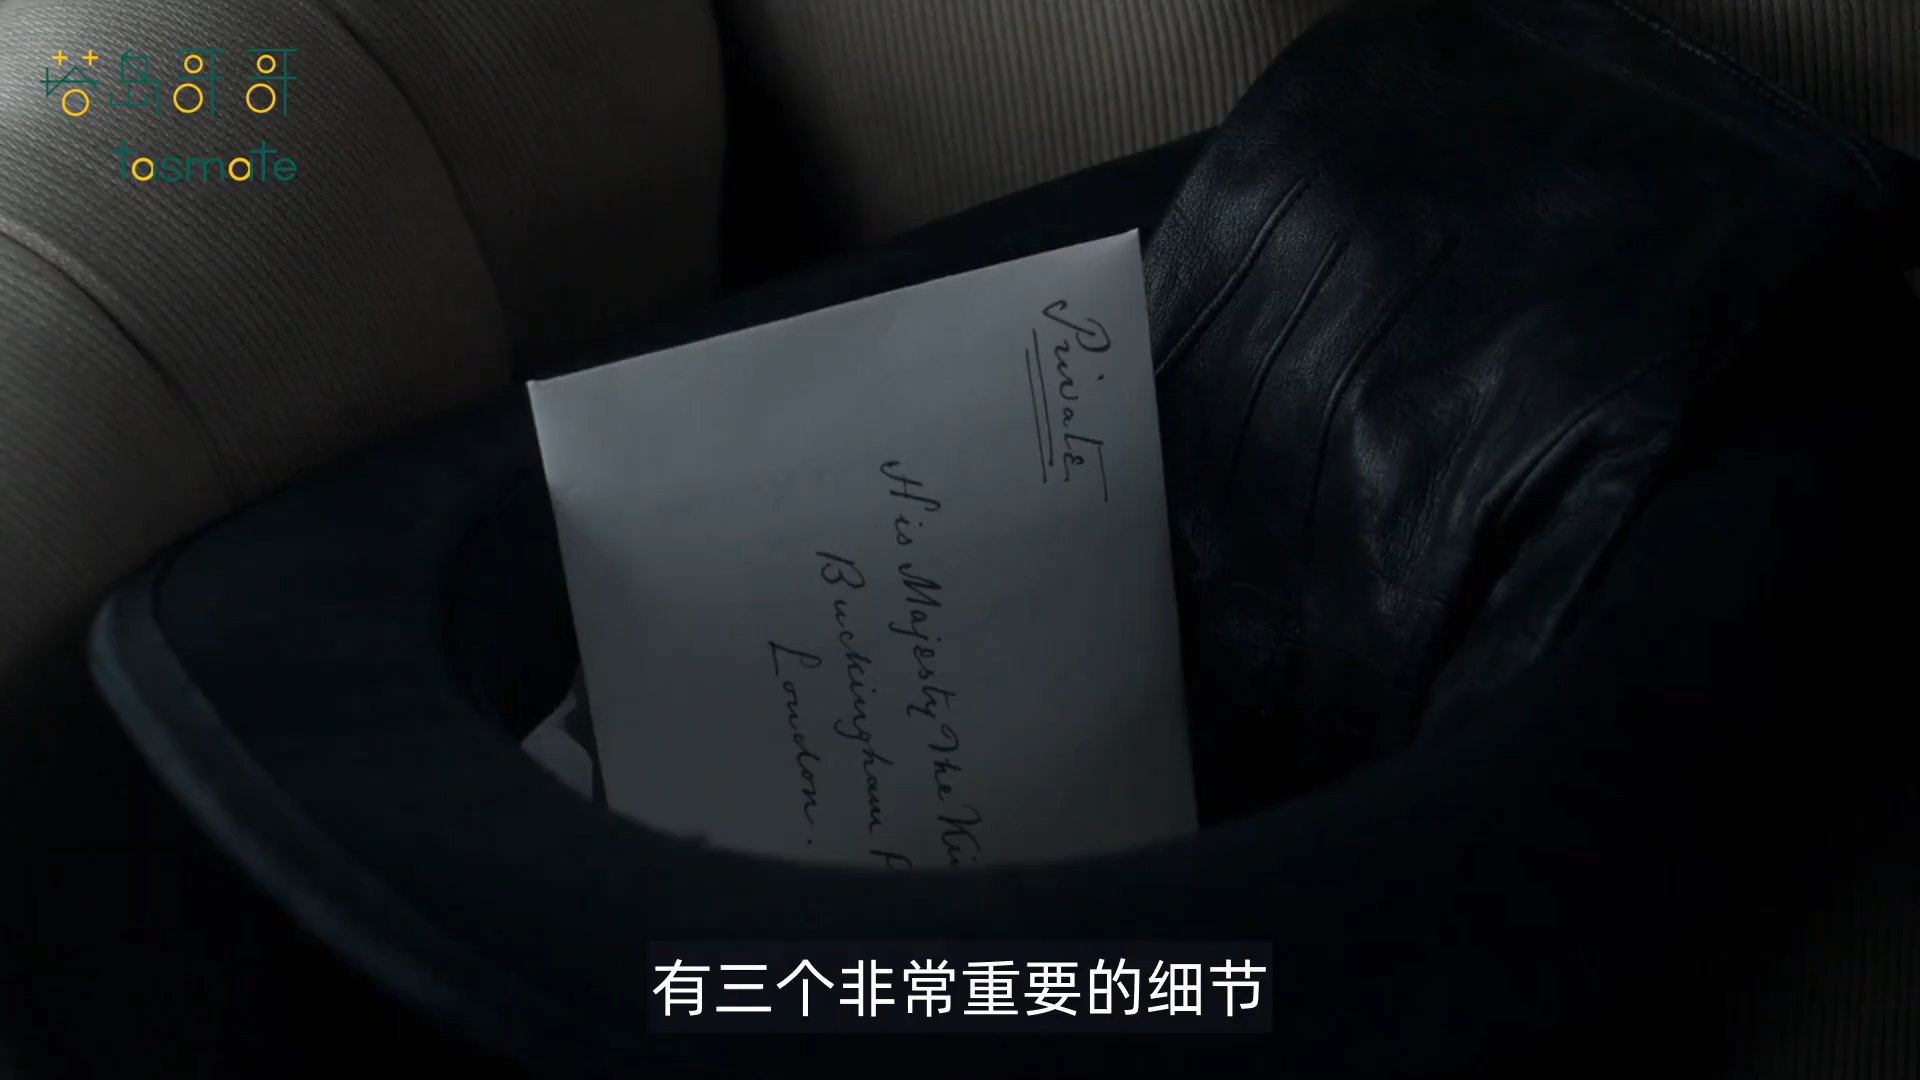 塔岛哥哥
tasmate
Private
His Majesty The Ki
Buckingham P
London.
有三个非常重要的细节